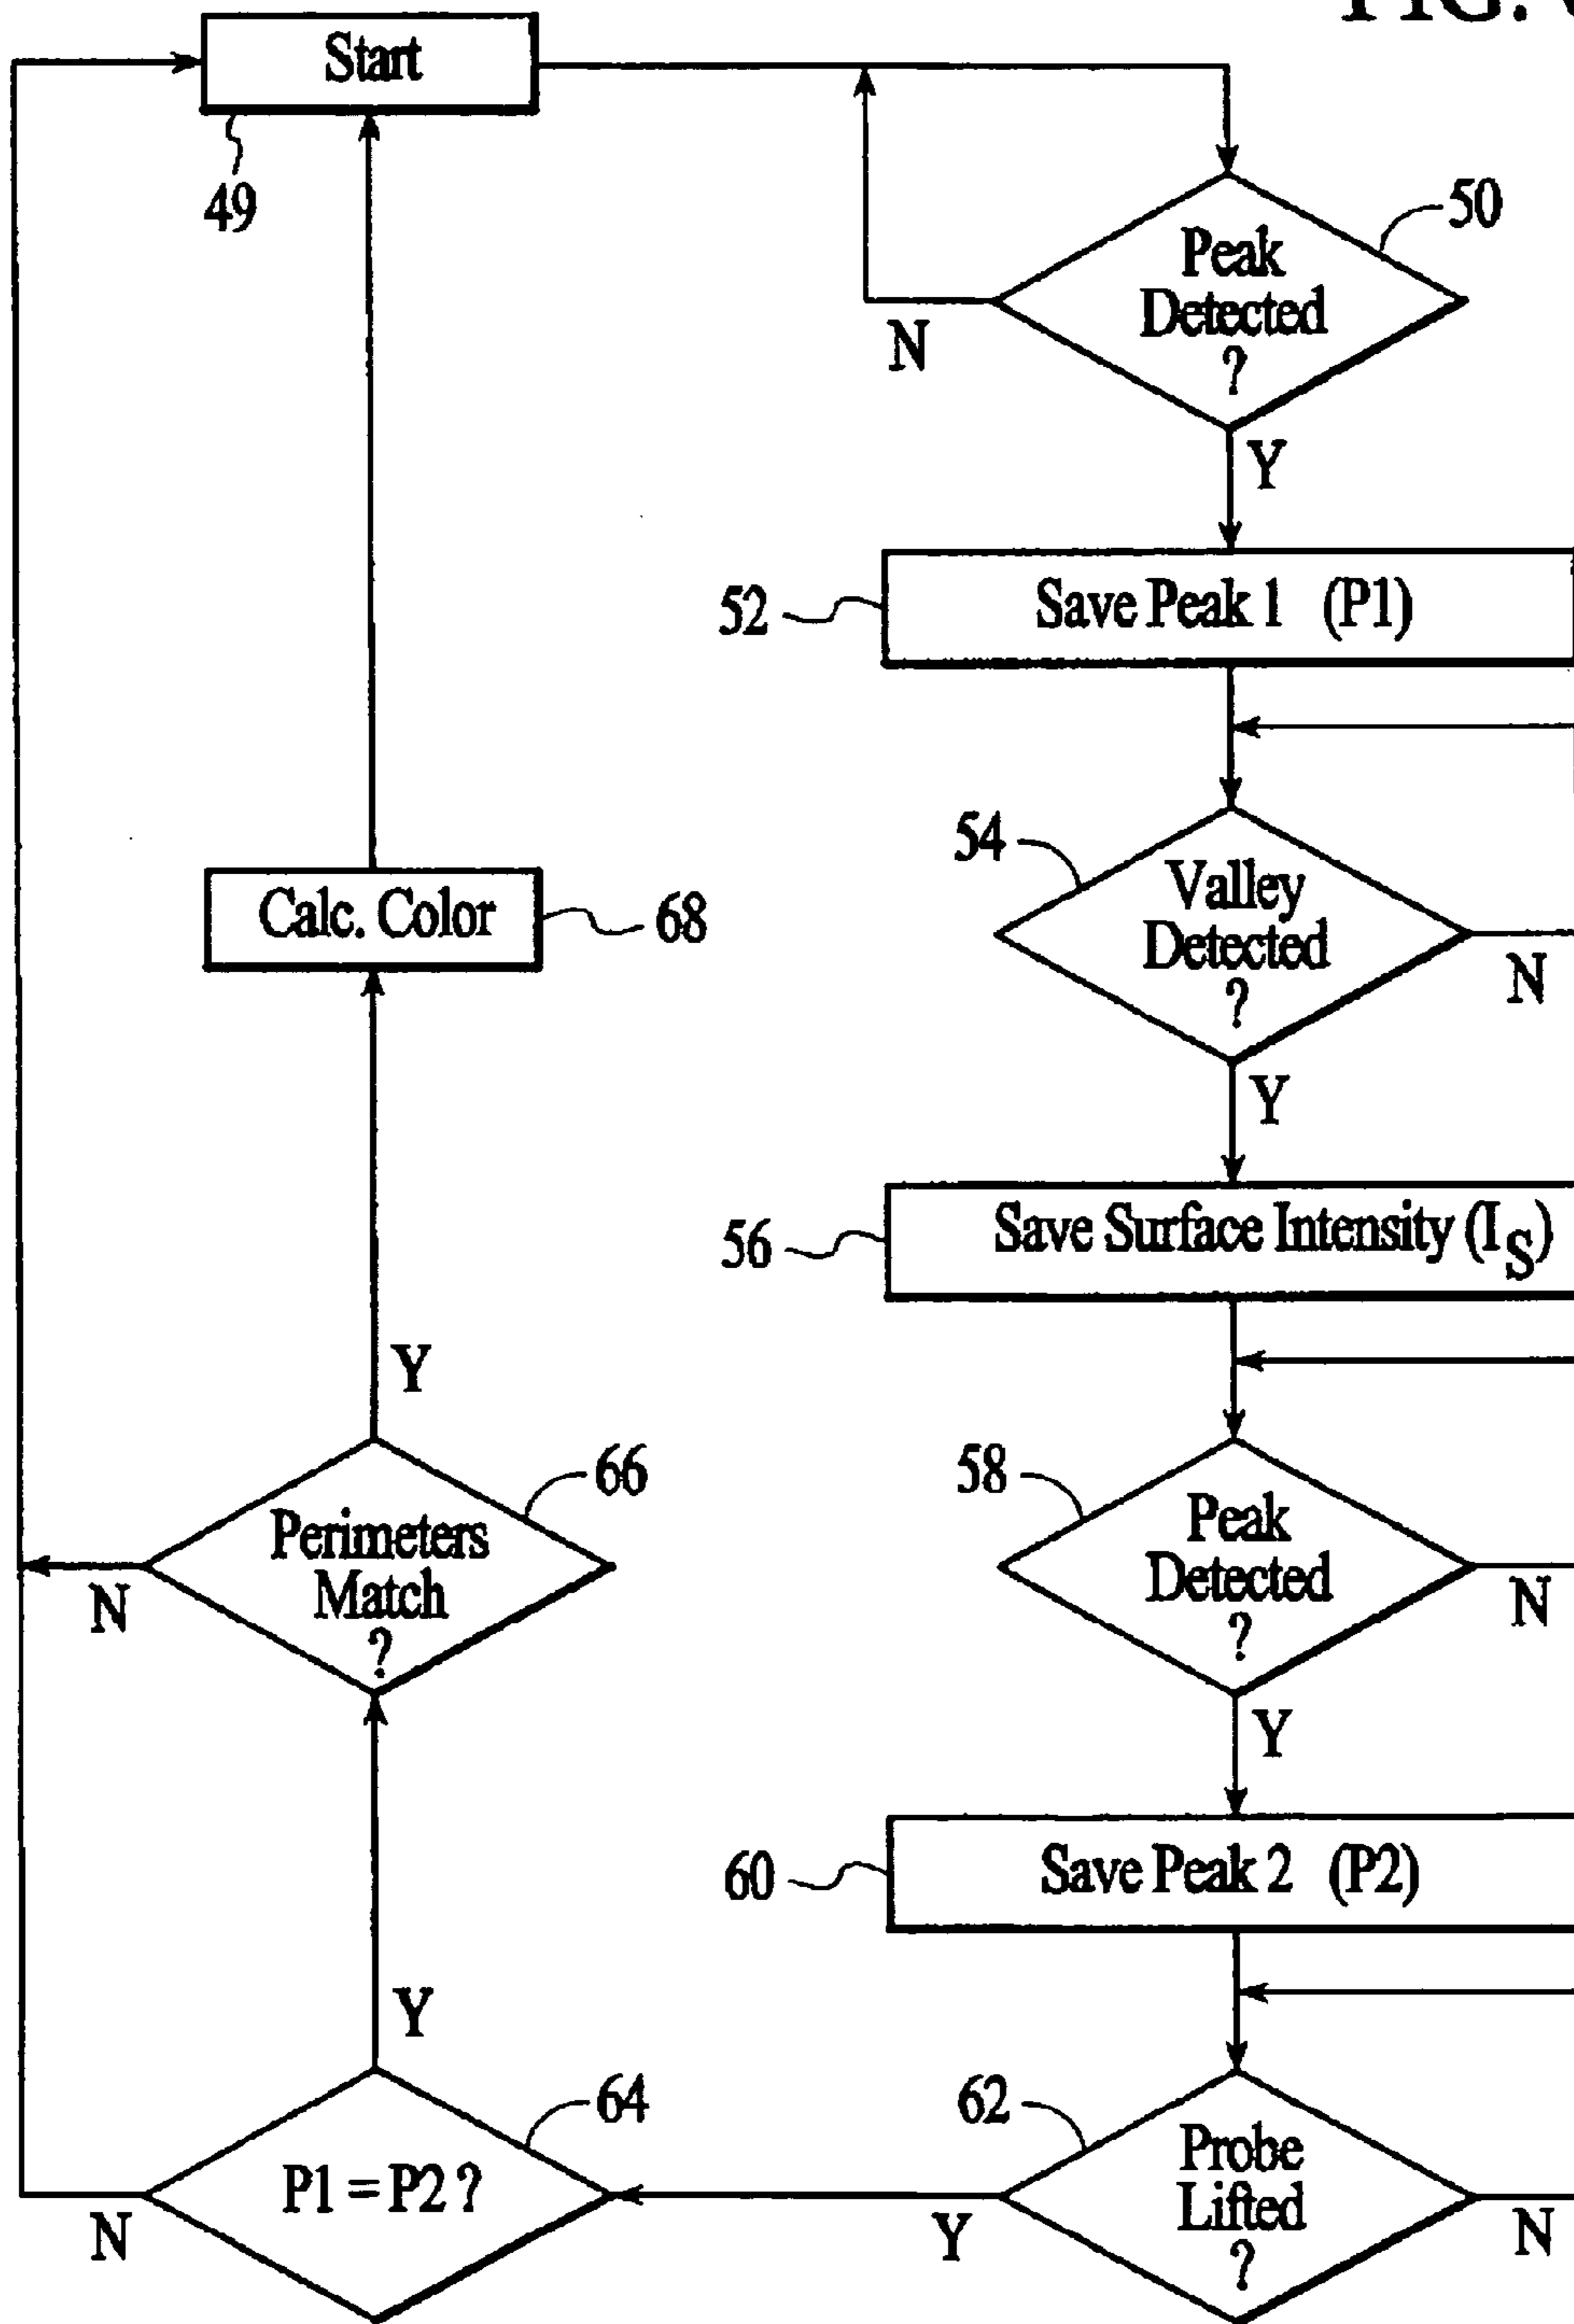 FIG.
Start
49
Peak
Detected
?
50
N
Y
52
Save Peak 1 (P1)
54
Valley
Detected
?
N
Y
56
Save Surface Intensity (IS)
58
Peak
Detected
?
N
Y
60
Save Peak 2 (P2)
62
Probe
Lifted
?
N
Y
64
P1 = P2 ?
N
Y
66
Perimeters
Match
?
N
Y
Calc. Color
68